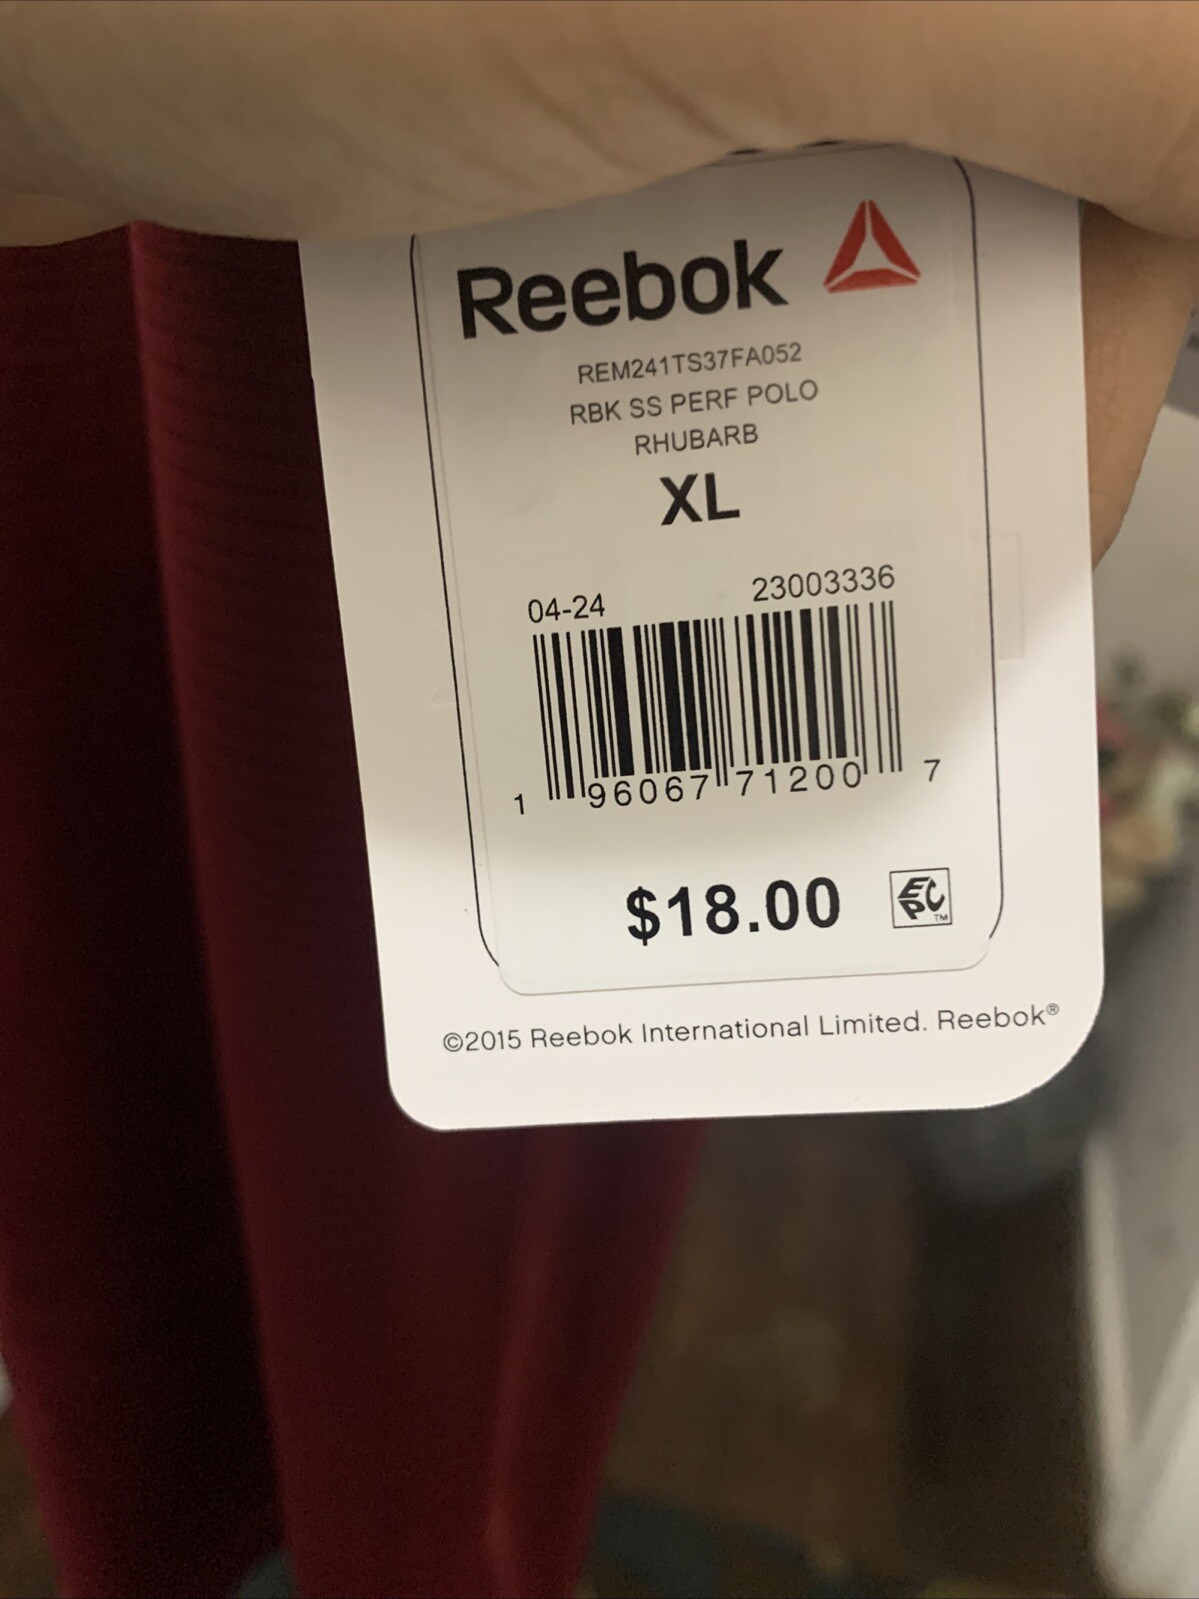 Reebok
REM241TS37FA052
RBK SS PERF POLO
RHUBARB
XL
04-24 23003336
1 96067 71200 7
$18.00 EPC™
©2015 Reebok International Limited. Reebok®